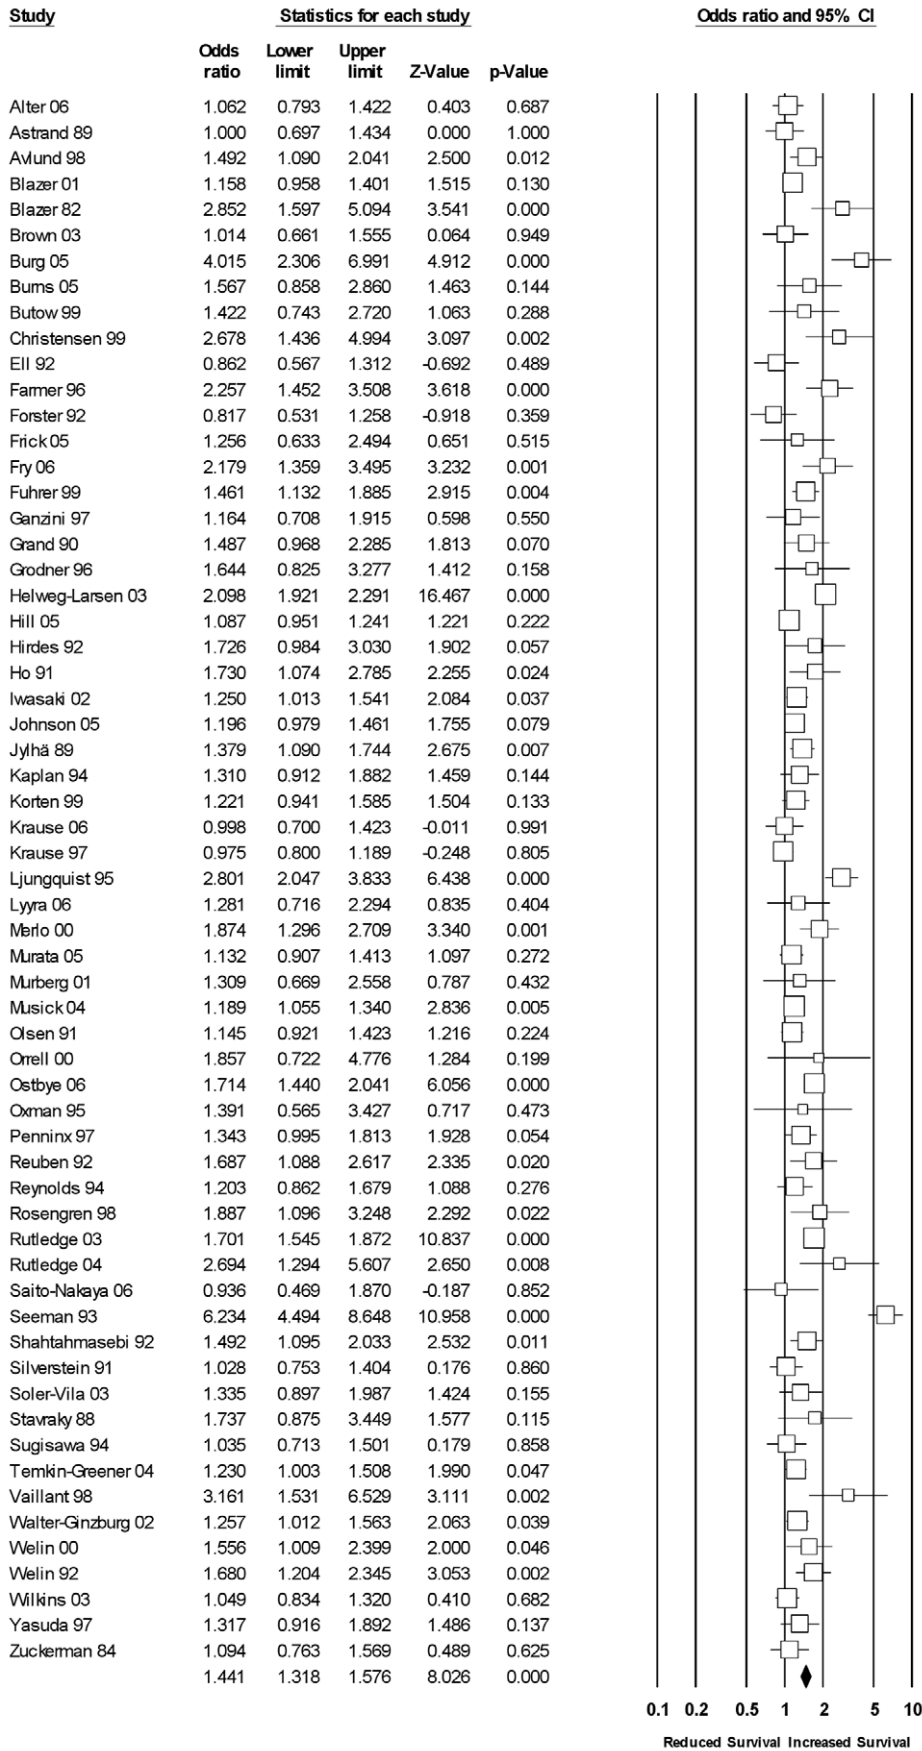 Study Statistics for each study Odds ratio and 95% CI
Odds Lower Upper
ratio limit limit Z-Value p-Value
Alter 06 1.062 0.793 1.422 0.403 0.687
Astrand 89 1.000 0.697 1.434 0.000 1.000
Avlund 98 1.492 1.090 2.041 2.500 0.012
Blazer 01 1.158 0.958 1.401 1.515 0.130
Blazer 82 2.852 1.597 5.094 3.541 0.000
Brown 03 1.014 0.661 1.555 0.064 0.949
Burg 05 4.015 2.306 6.991 4.912 0.000
Burns 05 1.567 0.858 2.860 1.463 0.144
Butow 99 1.422 0.743 2.720 1.063 0.288
Christensen 99 2.678 1.436 4.994 3.097 0.002
Ell 92 0.862 0.567 1.312 -0.692 0.489
Farmer 96 2.257 1.452 3.508 3.618 0.000
Forster 92 0.817 0.531 1.258 -0.918 0.359
Frick 05 1.256 0.633 2.494 0.651 0.515
Fry 06 2.179 1.359 3.495 3.232 0.001
Fuhrer 99 1.461 1.132 1.885 2.915 0.004
Ganzini 97 1.164 0.708 1.915 0.598 0.550
Grand 90 1.487 0.968 2.285 1.813 0.070
Grodner 96 1.644 0.825 3.277 1.412 0.158
Helweg-Larsen 03 2.098 1.921 2.291 16.467 0.000
Hill 05 1.087 0.951 1.241 1.221 0.222
Hirdes 92 1.726 0.984 3.030 1.902 0.057
Ho 91 1.730 1.074 2.785 2.255 0.024
Iwasaki 02 1.250 1.013 1.541 2.084 0.037
Johnson 05 1.196 0.979 1.461 1.755 0.079
Jylhä 89 1.379 1.090 1.744 2.675 0.007
Kaplan 94 1.310 0.912 1.882 1.459 0.144
Korten 99 1.221 0.941 1.585 1.504 0.133
Krause 06 0.998 0.700 1.423 -0.011 0.991
Krause 97 0.975 0.800 1.189 -0.248 0.805
Ljungquist 95 2.801 2.047 3.833 6.438 0.000
Lyyra 06 1.281 0.716 2.294 0.835 0.404
Merlo 00 1.874 1.296 2.709 3.340 0.001
Murata 05 1.132 0.907 1.413 1.097 0.272
Murberg 01 1.309 0.669 2.558 0.787 0.432
Musick 04 1.189 1.055 1.340 2.836 0.005
Olsen 91 1.145 0.921 1.423 1.216 0.224
Orrell 00 1.857 0.722 4.776 1.284 0.199
Ostbye 06 1.714 1.440 2.041 6.056 0.000
Oxman 95 1.391 0.565 3.427 0.717 0.473
Penninx 97 1.343 0.995 1.813 1.928 0.054
Reuben 92 1.687 1.088 2.617 2.335 0.020
Reynolds 94 1.203 0.862 1.679 1.088 0.276
Rosengren 98 1.887 1.096 3.248 2.292 0.022
Rutledge 03 1.701 1.545 1.872 10.837 0.000
Rutledge 04 2.694 1.294 5.607 2.650 0.008
Saito-Nakaya 06 0.936 0.469 1.870 -0.187 0.852
Seeman 93 6.234 4.494 8.648 10.958 0.000
Shahtahmasebi 92 1.492 1.095 2.033 2.532 0.011
Silverstein 91 1.028 0.753 1.404 0.176 0.860
Soler-Vila 03 1.335 0.897 1.987 1.424 0.155
Stavraky 88 1.737 0.875 3.449 1.577 0.115
Sugisawa 94 1.035 0.713 1.501 0.179 0.858
Temkin-Greener 04 1.230 1.003 1.508 1.990 0.047
Vaillant 98 3.161 1.531 6.529 3.111 0.002
Walter-Ginzburg 02 1.257 1.012 1.563 2.063 0.039
Welin 00 1.556 1.009 2.399 2.000 0.046
Welin 92 1.680 1.204 2.345 3.053 0.002
Wilkins 03 1.049 0.834 1.320 0.410 0.682
Yasuda 97 1.317 0.916 1.892 1.486 0.137
Zuckerman 84 1.094 0.763 1.569 0.489 0.625
1.441 1.318 1.576 8.026 0.000
0.1 0.2 0.5 1 2 5 10
Reduced Survival Increased Survival